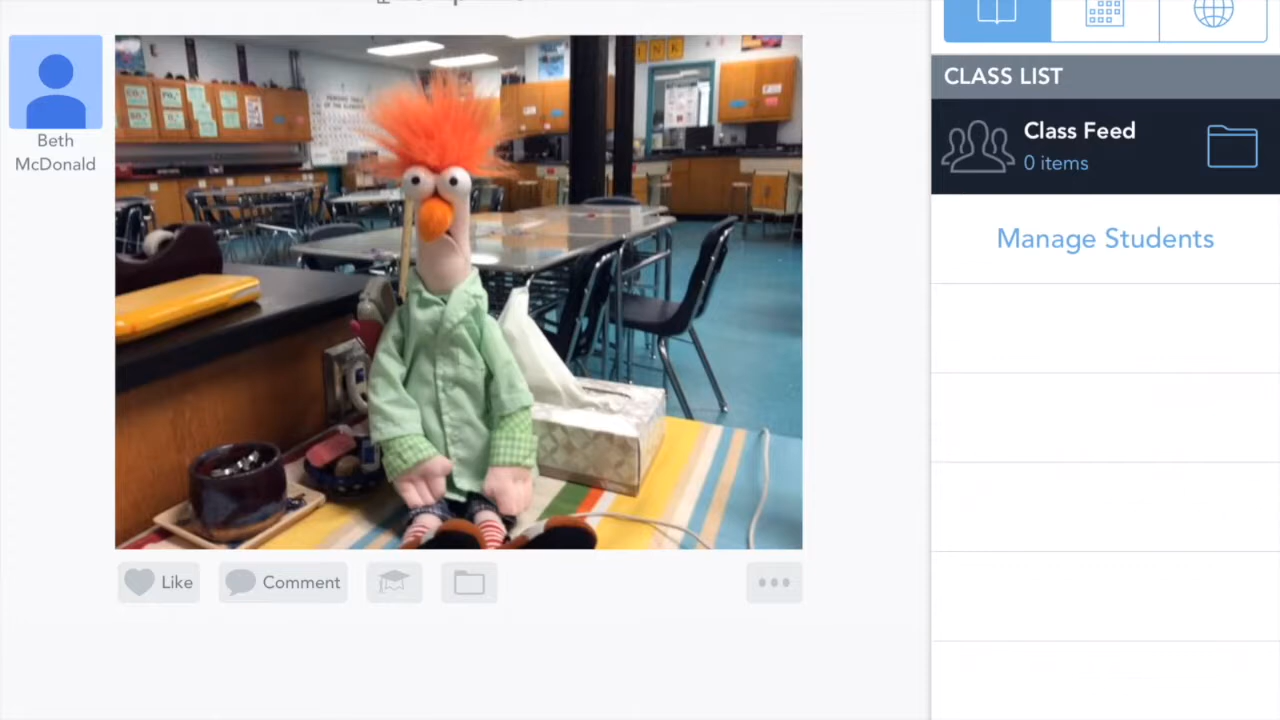 CLASS LIST
Class Feed
0 items
Beth
McDonald
Manage Students
Like
Comment